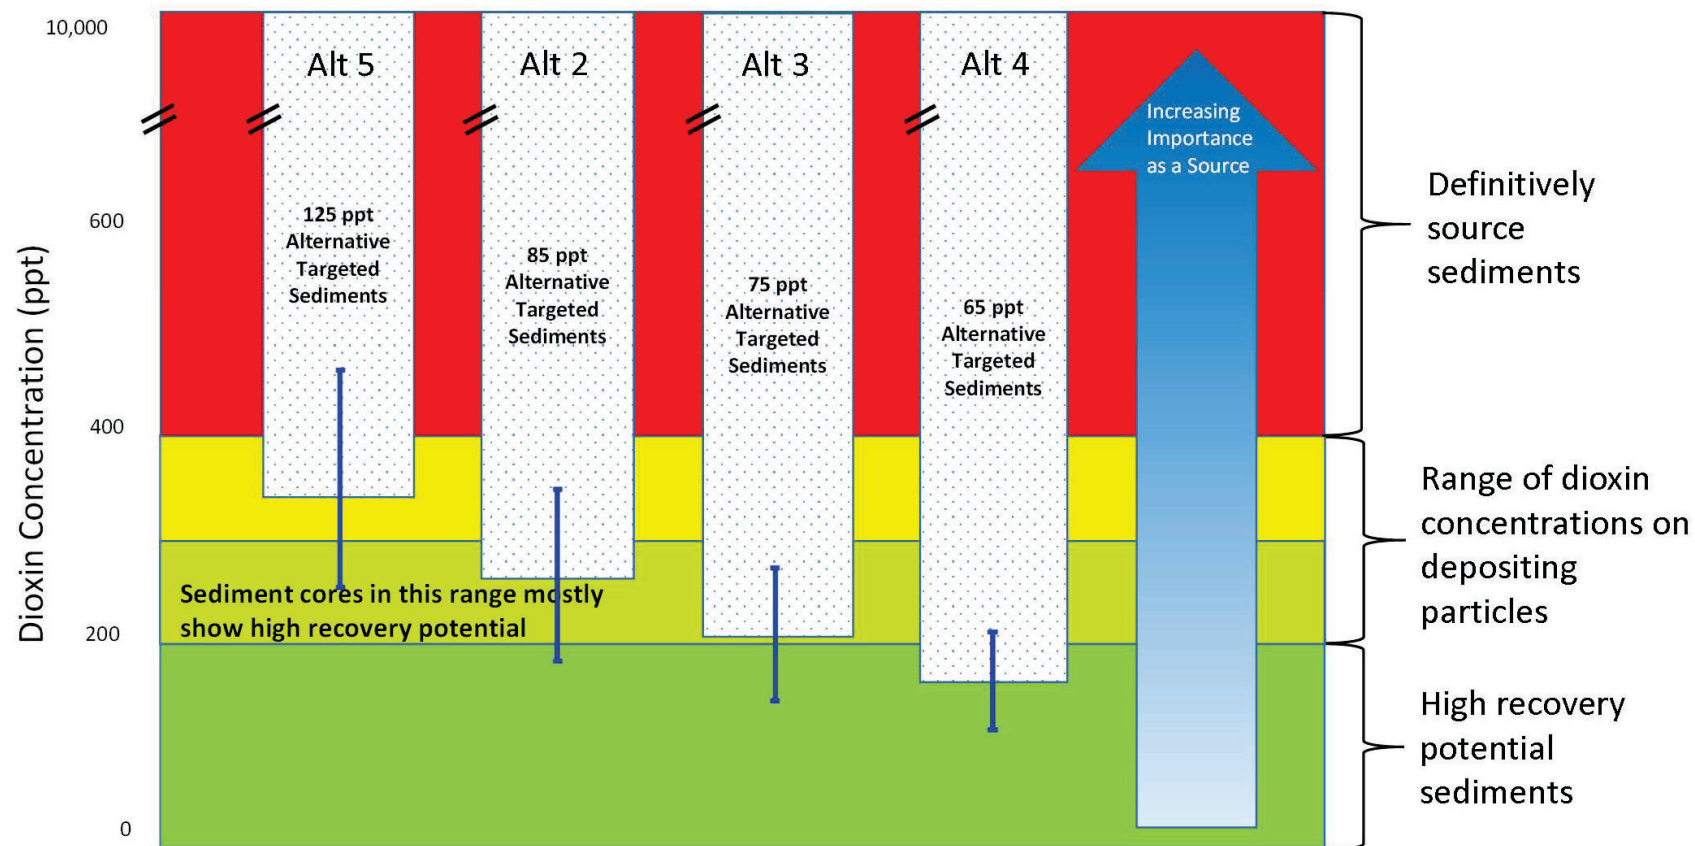 Dioxin Concentration (ppt)
10,000
600
400
200
0
Alt 5
125 ppt
Alternative
Targeted
Sediments
Alt 2
85 ppt
Alternative
Targeted
Sediments
Alt 3
75 ppt
Alternative
Targeted
Sediments
Alt 4
65 ppt
Alternative
Targeted
Sediments
Increasing
Importance
as a Source
Sediment cores in this range mostly
show high recovery potential
Definitively
source
sediments
Range of dioxin
concentrations on
depositing
particles
High recovery
potential
sediments